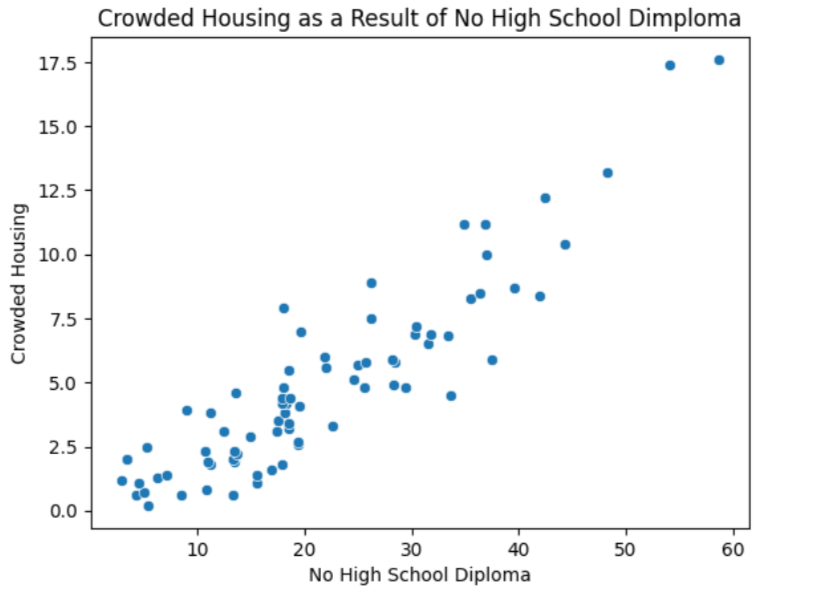 Crowded Housing as a Result of No High School Dimploma
17.5
15.0
12.5
10.0
7.5
5.0
2.5
0.0
Crowded Housing
10 20 30 40 50 60
No High School Diploma